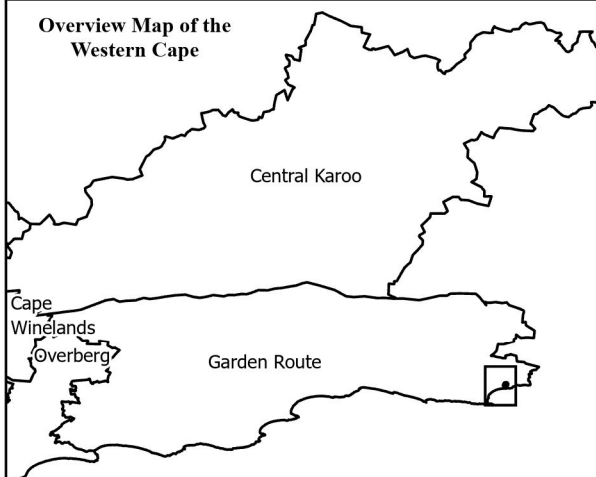 Overview Map of the
Western Cape
Central Karoo
Cape
Winelands
Overberg
Garden Route